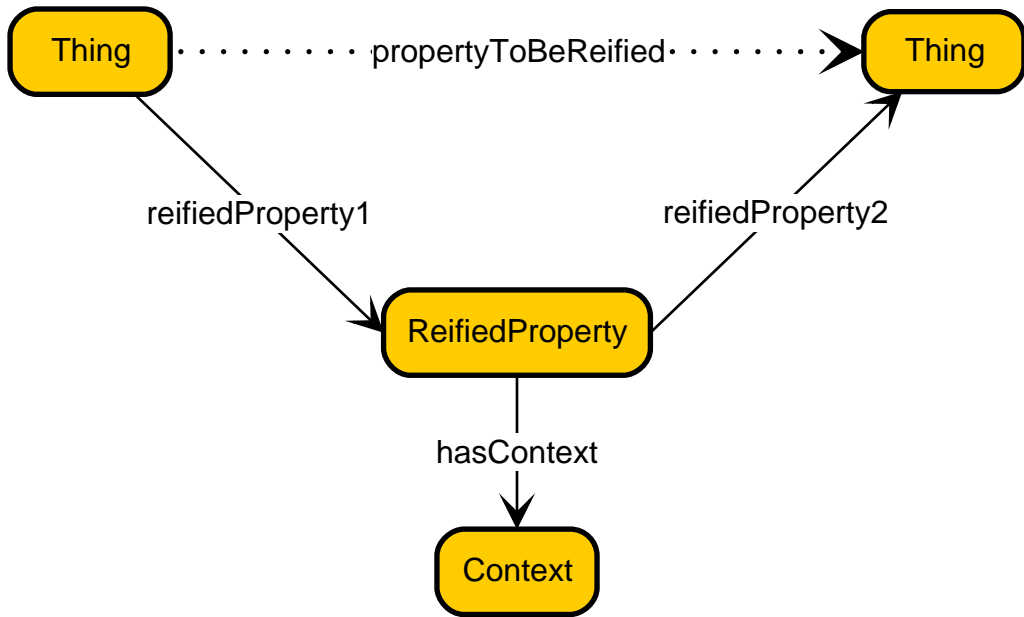 Thing
propertyToBeReified
Thing
reifiedProperty1
reifiedProperty2
ReifiedProperty
hasContext
Context